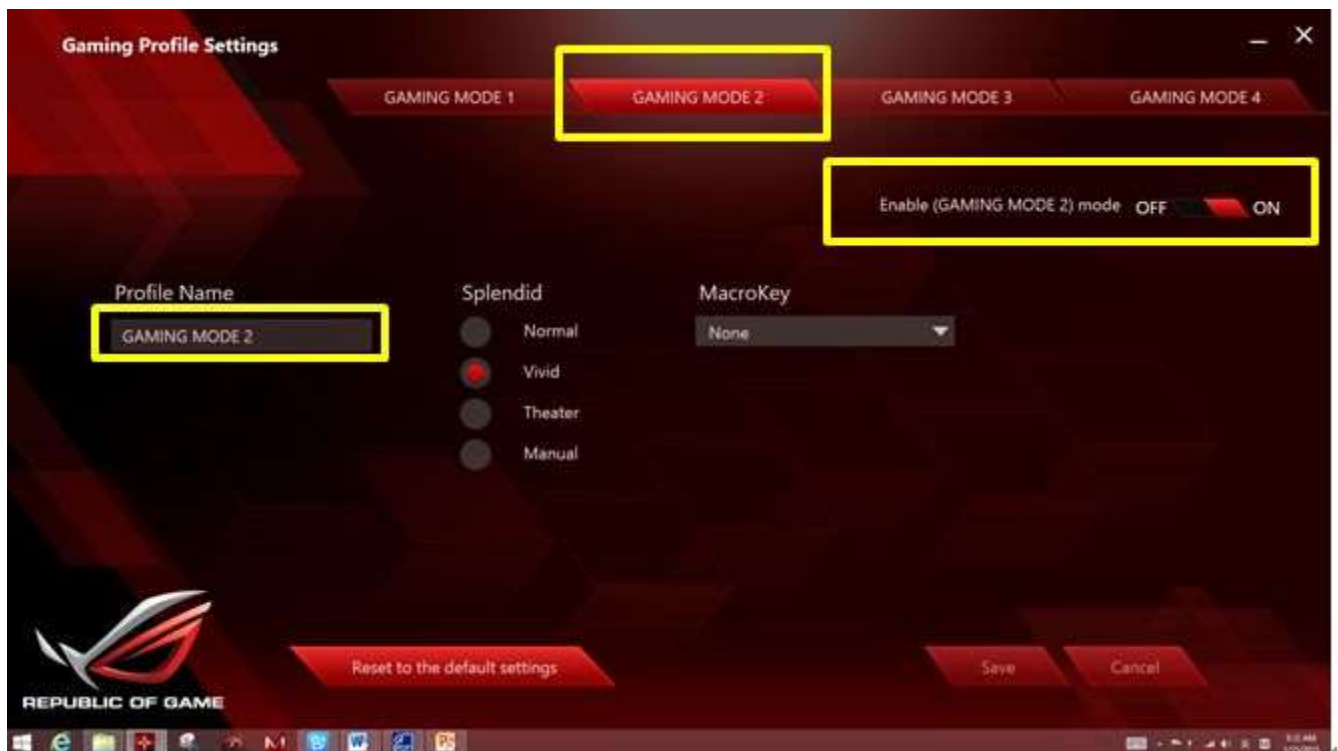 Gaming Profile Settings
GAMING MODE 1 GAMING MODE 2 GAMING MODE 3 GAMING MODE 4
Enable (GAMING MODE 2) mode OFF ON
Profile Name Splendid MacroKey
GAMING MODE 2 Normal None
Vivid
Theater
Manual
Reset to the default settings Save Cancel
REPUBLIC OF GAME